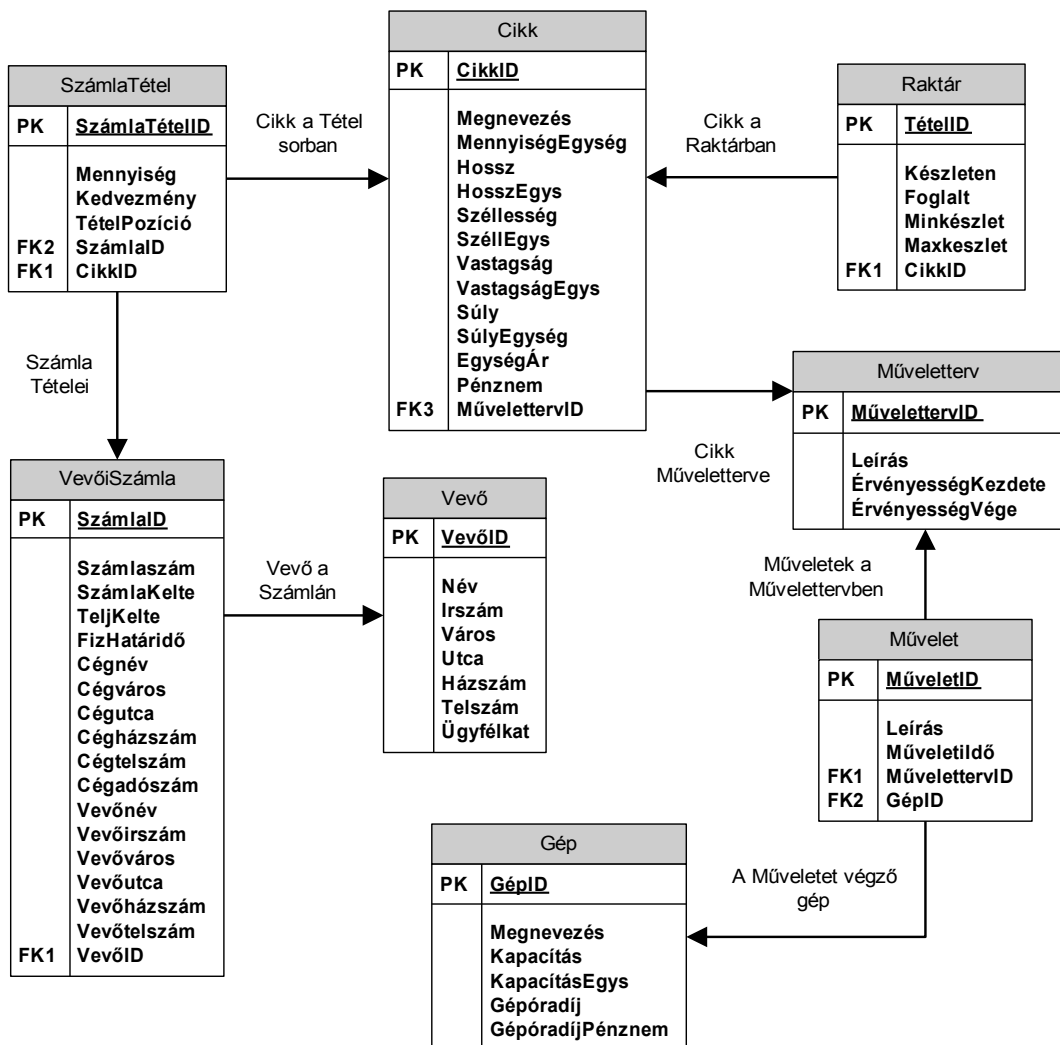 Cikk
PK CikkID
Megnevezés
MennyiségEgység
Hossz
HosszEgys
Széllesség
SzéllEgys
Vastagság
VastagságEgys
Súly
SúlyEgység
EgységÁr
Pénznem
FK3 MűvelettervID
SzámlaTétel
PK SzámlaTételID
Mennyiség
Kedvezmény
TételPozíció
FK2 SzámlaID
FK1 CikkID
Cikk a Tétel
sorban
Raktár
PK TételID
Készleten
Foglalt
Minkészlet
Maxkeszlet
FK1 CikkID
Cikk a
Raktárban
Számla
Tételei
Műveletterv
PK MűvelettervID
Leírás
ÉrvényességKezdete
ÉrvényességVége
Cikk
Műveletterve
VevőiSzámla
PK SzámlaID
Számlaszám
SzámlaKelte
TeljKelte
FizHatáridő
Cégnév
Cégváros
Cégutca
Cégházszám
Cégtelszám
Cégadószám
Vevőnév
Vevőirszám
Vevőváros
Vevőutca
Vevőházszám
Vevőtelszám
FK1 VevőID
Vevő a
Számlán
Vevő
PK VevőID
Név
Irszám
Város
Utca
Házszám
Telszám
Ügyfélkat
Műveletek a
Művelettervben
Művelet
PK MűveletID
Leírás
MűveletiIdő
FK1 MűvelettervID
FK2 GépID
A Műveletet végző
gép
Gép
PK GépID
Megnevezés
Kapacítás
KapacításEgys
Gépóradíj
GépóradíjPénznem